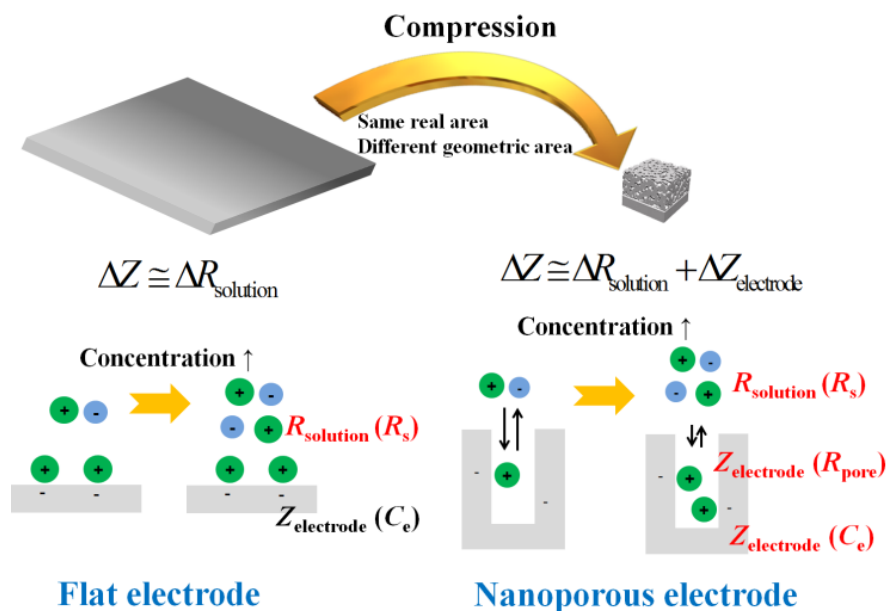 Compression
Same real area
Different geometric area
ΔZ ≅ ΔR_solution
ΔZ ≅ ΔR_solution + ΔZ_electrode
Concentration ↑
+
-
+
-
-
+
R_solution (R_s)
+
+
+
+
-
-
-
-
Z_electrode (C_e)
Flat electrode
Concentration ↑
+
-
+
-
-
+
R_solution (R_s)
+
-
-
+
+
-
-
Z_electrode (R_pore)
Z_electrode (C_e)
Nanoporous electrode